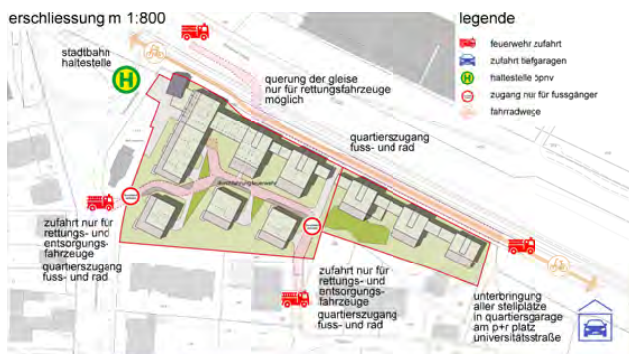 erschliessung m 1:800
legende
feuerwehr zufahrt
zufahrt tiefgaragen
H
haltestelle öpnv
zugang nur für fussgänger
fahrradwege
stadtbahn
haltestelle
H
querung der gleise
nur für rettungsfahrzeuge
möglich
quartierszugang
fuss- und rad
zufahrt nur für
rettungs- und
entsorgungs-
fahrzeuge
quartierszugang
fuss- und rad
zufahrt nur für
rettungs- und
entsorgungs-
fahrzeuge
quartierszugang
fuss- und rad
unterbringung
aller stellplätze
in quartiersgarage
am p+r platz
universitätsstraße